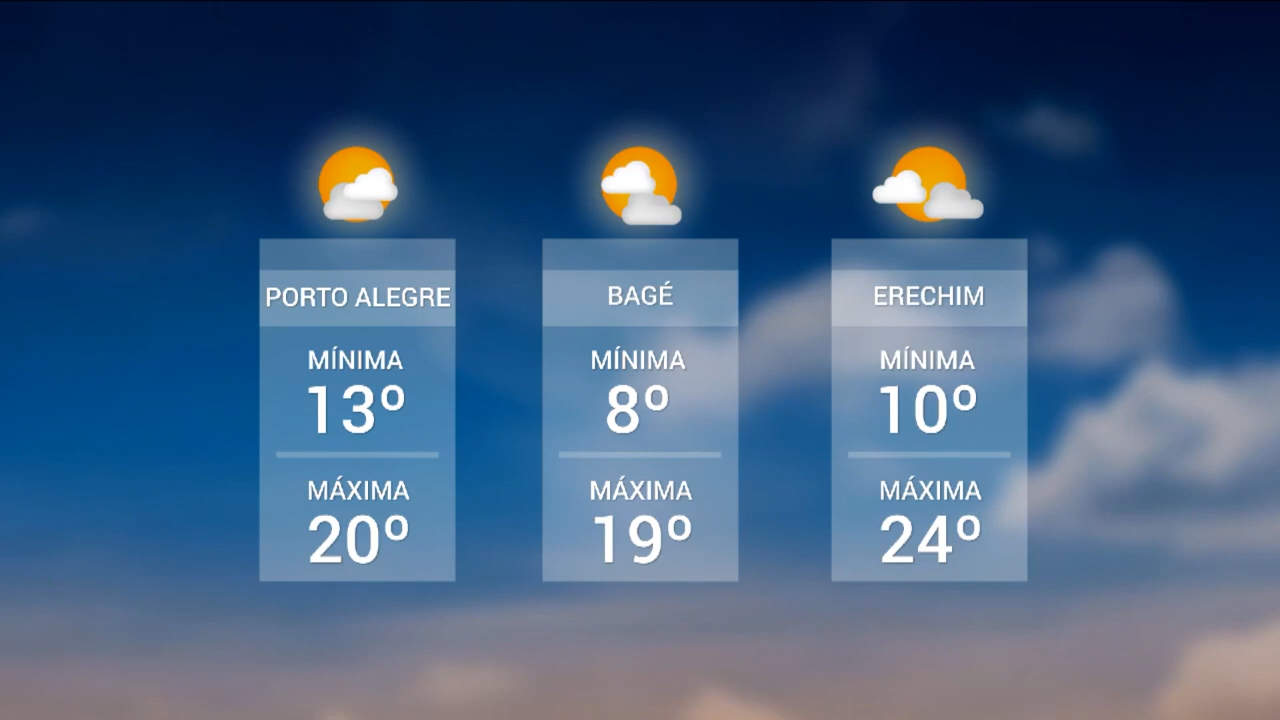 PORTO ALEGRE
MÍNIMA
13º
MÁXIMA
20º
BAGÉ
MÍNIMA
8º
MÁXIMA
19º
ERECHIM
MÍNIMA
10º
MÁXIMA
24º